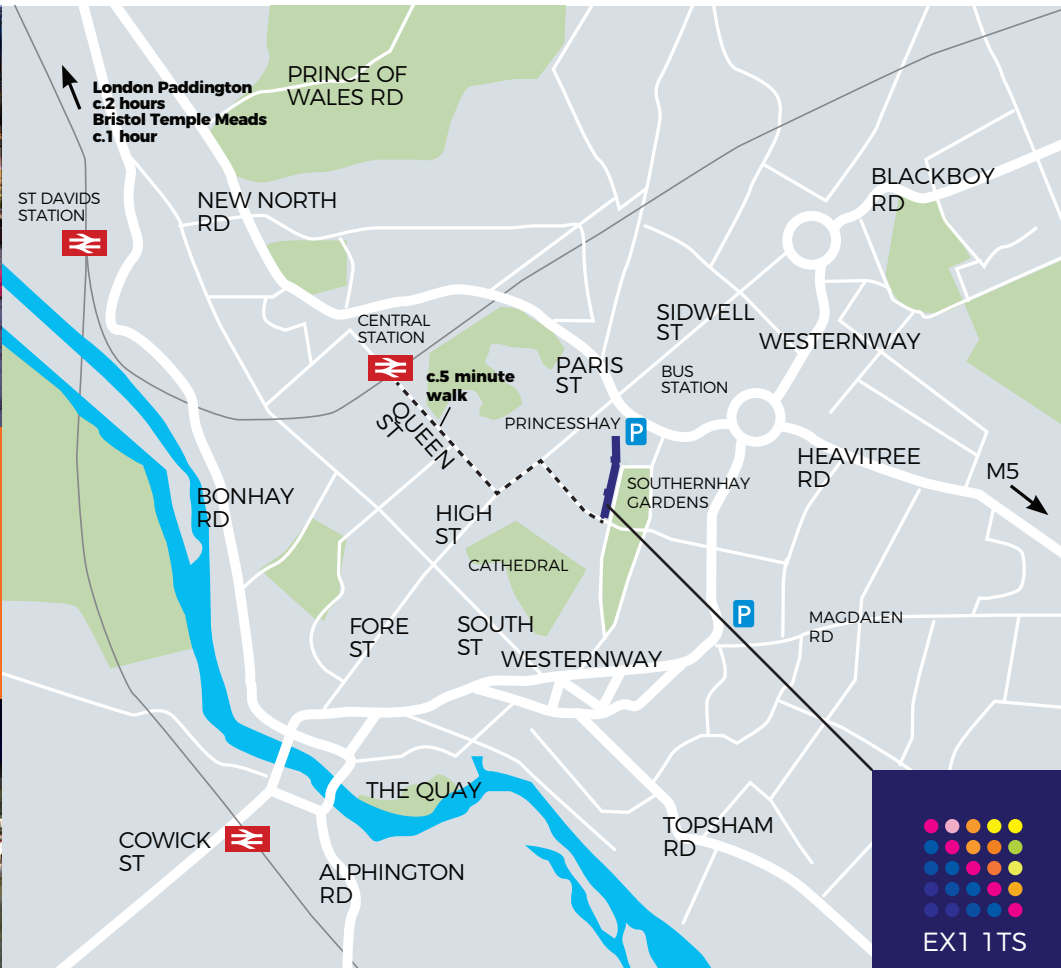 London Paddington
c.2 hours
Bristol Temple Meads
c.1 hour
PRINCE OF
WALES RD
ST DAVIDS
STATION
NEW NORTH
RD
BLACKBOY
RD
CENTRAL
STATION
SIDWELL
ST
WESTERNWAY
c.5 minute
walk
PARIS
ST
BUS
STATION
QUEEN
ST
PRINCESSHAY
P
HEAVITREE
RD
M5
SOUTHERNHAY
GARDENS
BONHAY
RD
HIGH
ST
CATHEDRAL
P
MAGDALEN
RD
FORE
ST
SOUTH
ST
WESTERNWAY
THE QUAY
COWICK
ST
TOPSHAM
RD
ALPHINGTON
RD
EX1 1TS